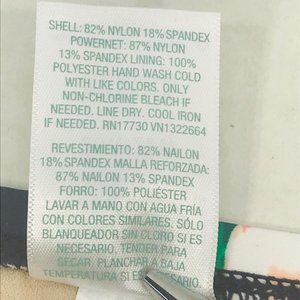 SHELL: 82% NYLON 18% SPANDEX
POWERNET: 87% NYLON
13% SPANDEX LINING: 100%
POLYESTER HAND WASH COLD
WITH LIKE COLORS. ONLY
NON-CHLORINE BLEACH IF
NEEDED. LINE DRY. COOL IRON
IF NEEDED. RN17730 VN1322664
REVESTIMIENTO: 82% NAILON
18% SPANDEX MALLA REFORZADA:
87% NAILON 13% SPANDEX
FORRO: 100% POLIÉSTER
LAVAR A MANO CON AGUA FRÍA
CON COLORES SIMILARES. SÓLO
BLANQUEADOR SIN CLORO SI ES
NECESARIO. TENDER PARA
SECAR. PLANCHAR A BAJA
TEMPERATURA SI ES NECESARIO.